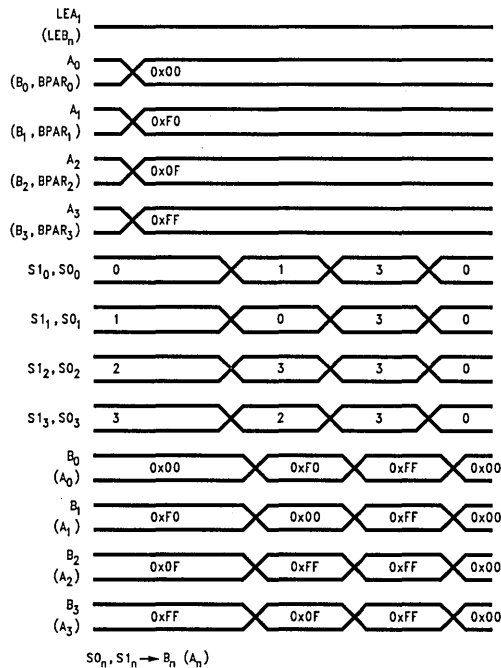 LEA₁
(LEBₙ)
A₀
(B₀, BPAR₀)
0x00
A₁
(B₁, BPAR₁)
0xF0
A₂
(B₂, BPAR₂)
0x0F
A₃
(B₃, BPAR₃)
0xFF
S1₀, S0₀ 0 1 3 0
S1₁, S0₁ 1 0 3 0
S1₂, S0₂ 2 3 3 0
S1₃, S0₃ 3 2 3 0
B₀
(A₀)
0x00 0xF0 0xFF 0x00
B₁
(A₁)
0xF0 0x00 0xFF 0x00
B₂
(A₂)
0x0F 0xFF 0xFF 0x00
B₃
(A₃)
0xFF 0x0F 0xFF 0x00
S0ₙ, S1ₙ → Bₙ (Aₙ)